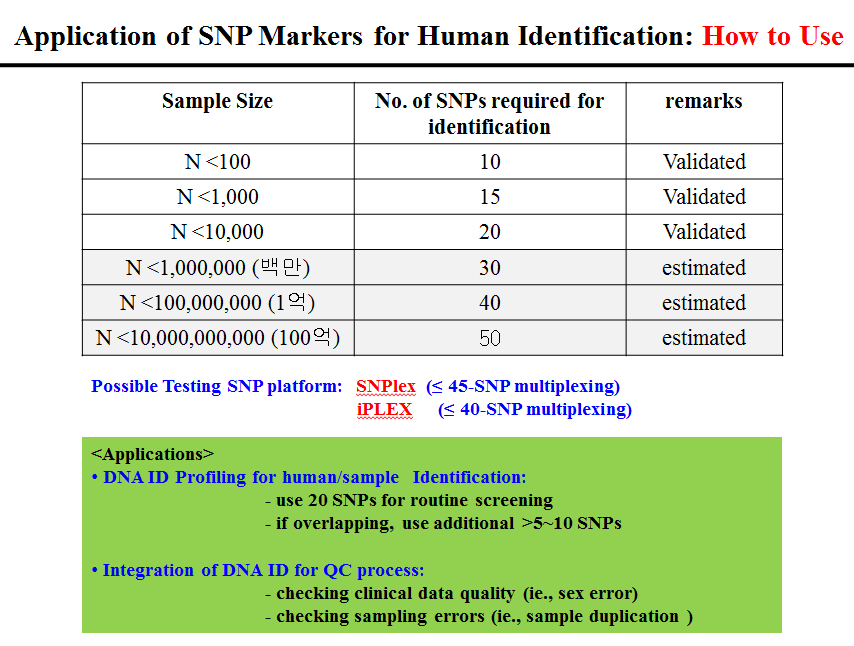 Application of SNP Markers for Human Identification: How to Use
Sample Size No. of SNPs required for remarks
identification
N <100 10 Validated
N <1,000 15 Validated
N <10,000 20 Validated
N <1,000,000 (백만) 30 estimated
N <100,000,000 (1억) 40 estimated
N <10,000,000,000 (100억) 50 estimated
Possible Testing SNP platform: SNPlex (≤ 45-SNP multiplexing)
iPLEX (≤ 40-SNP multiplexing)
<Applications>
• DNA ID Profiling for human/sample Identification:
- use 20 SNPs for routine screening
- if overlapping, use additional >5~10 SNPs
• Integration of DNA ID for QC process:
- checking clinical data quality (ie., sex error)
- checking sampling errors (ie., sample duplication )